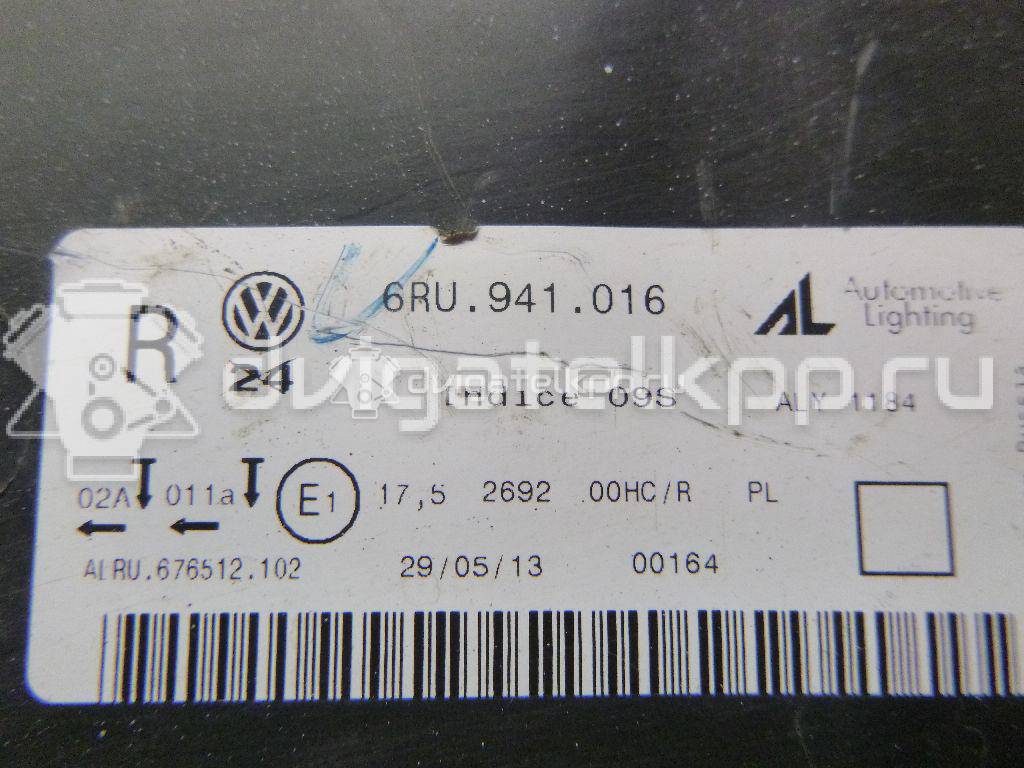 R
6RU.941.016
AL Automotive
Lighting
24
Indice 09S
ALY 1184
dvigatelkpp.ru
02A 011a E1 17,5 2692 00HC/R PL
ALRU.676512.102 29/05/13 00164